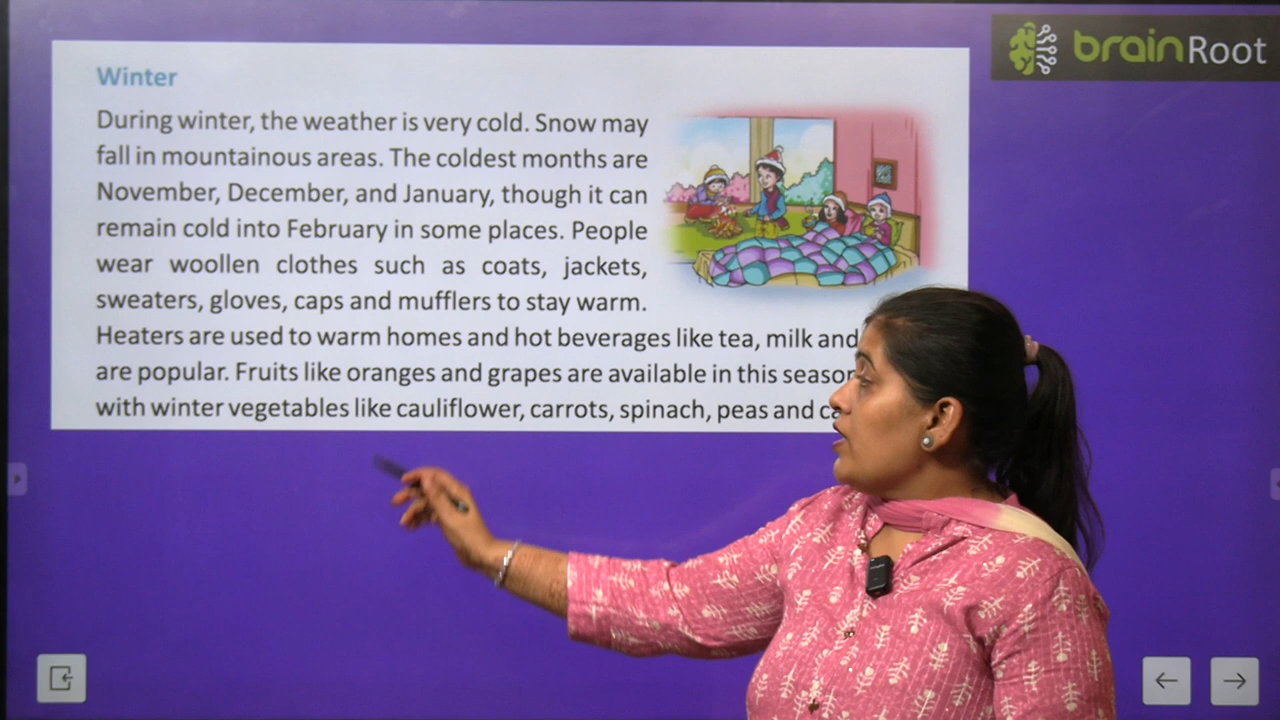 brainRoot
Winter
During winter, the weather is very cold. Snow may
fall in mountainous areas. The coldest months are
November, December, and January, though it can
remain cold into February in some places. People
wear woollen clothes such as coats, jackets,
sweaters, gloves, caps and mufflers to stay warm.
Heaters are used to warm homes and hot beverages like tea, milk and
are popular. Fruits like oranges and grapes are available in this
with winter vegetables like cauliflower, carrots, spinach, peas and